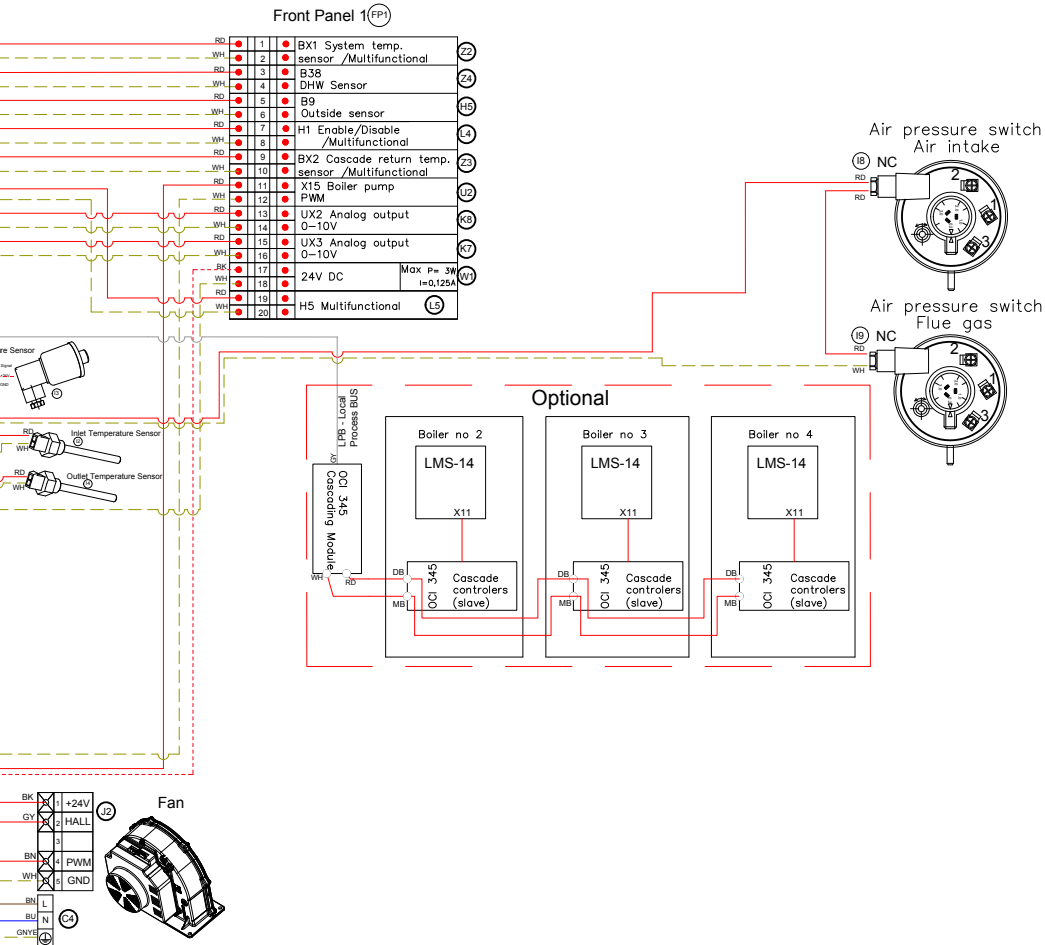 Front Panel 1 FP1
RD 1 BX1 System temp.
WH 2 sensor /Multifunctional
Z2
RD 3 B38
WH 4 DHW Sensor
Z4
RD 5 B9
WH 6 Outside sensor
H5
RD 7 H1 Enable/Disable
WH 8 /Multifunctional
L4
RD 9 BX2 Cascade return temp.
WH 10 sensor /Multifunctional
Z3
RD 11 X15 Boiler pump
WH 12 PWM
U2
RD 13 UX2 Analog output
WH 14 0-10V
K8
RD 15 UX3 Analog output
WH 16 0-10V
K7
BK 17
WH 18
24V DC
Max P= 3W
I=0,125A
W1
RD 19
WH 20
H5 Multifunctional L5
Air pressure switch
Air intake
I8 NC
RD
RD
2
1
3
Air pressure switch
Flue gas
I9 NC
RD
WH
2
1
3
re Sensor
Signal
GND
RD
WH
Inlet Temperature Sensor
RD
WH
Outlet Temperature Sensor
LPB - Local
Process BUS
GY
OCI 345
Cascading Module
WH RD
Optional
Boiler no 2
LMS-14
X11
DB
MB
OCI 345
Cascade
controlers
(slave)
Boiler no 3
LMS-14
X11
DB
MB
OCI 345
Cascade
controlers
(slave)
Boiler no 4
LMS-14
X11
DB
MB
OCI 345
Cascade
controlers
(slave)
BK 1 +24V
GY 2 HALL
3
BN 4 PWM
WH 5 GND
J2
Fan
BN L
BU N
GNYE
C4